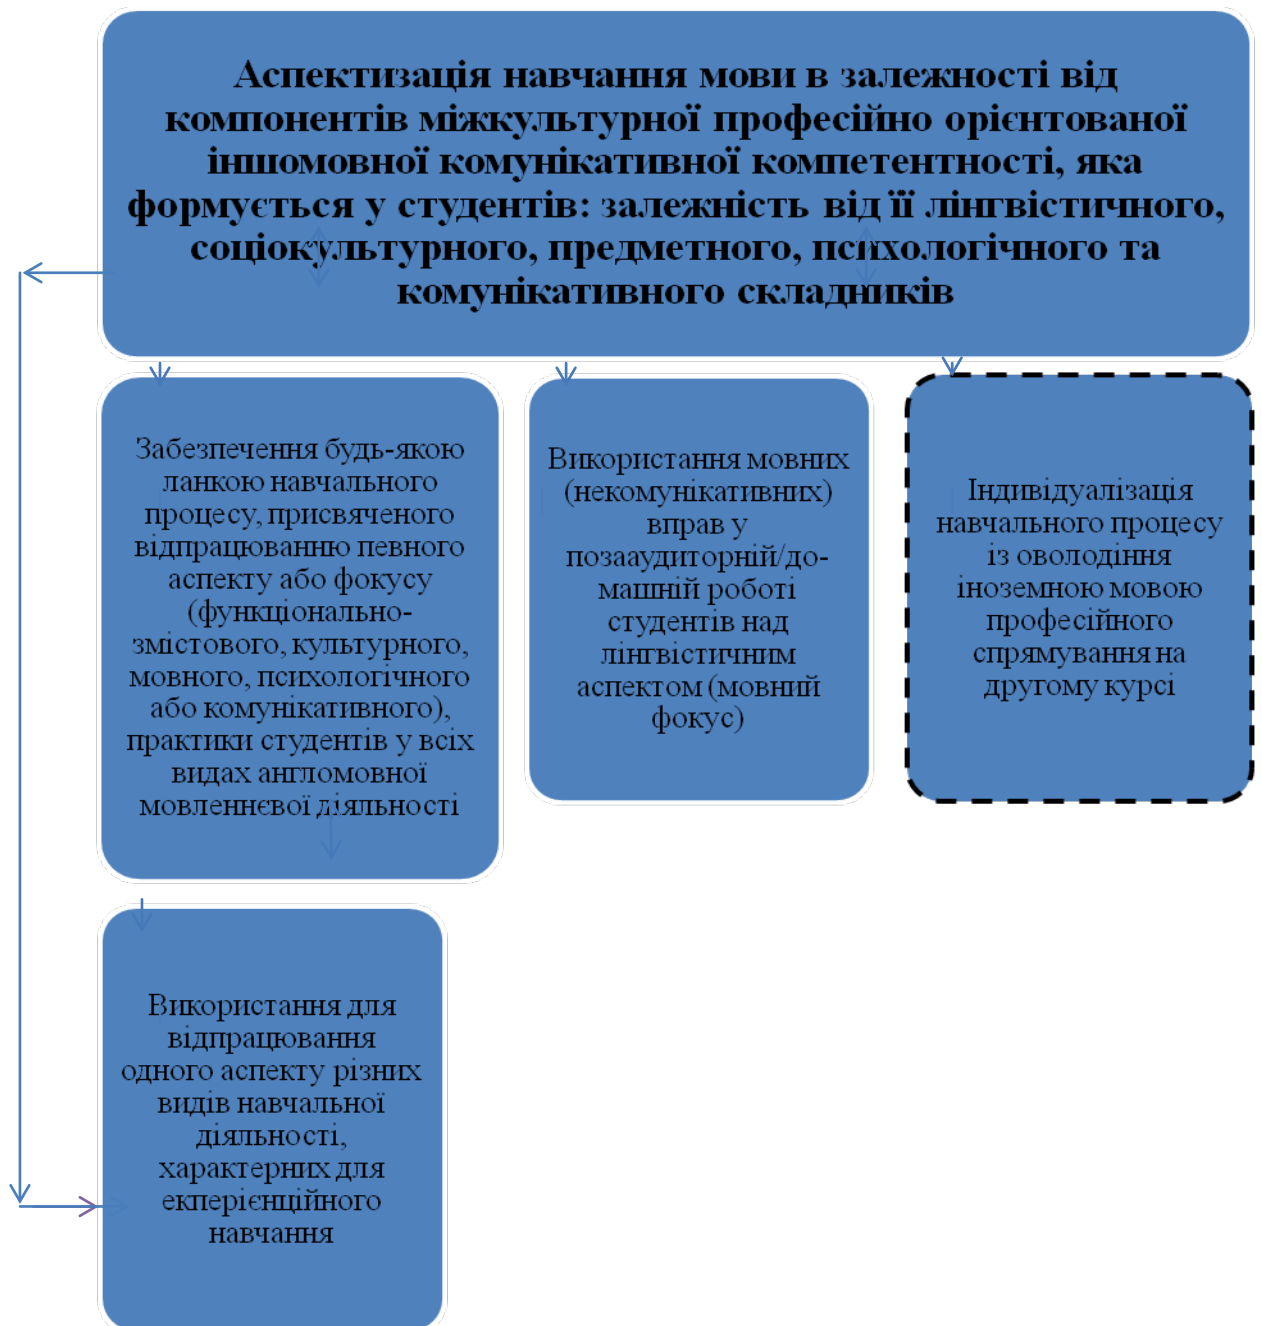 Аспектизація навчання мови в залежності від
компонентів міжкультурної професійно орієнтованої
іншомовної комунікативної компетентності, яка
формується у студентів: залежність від її лінгвістичного,
соціокультурного, предметного, психологічного та
комунікативного складників
Забезпечення будь-якою
ланкою навчального
процесу, присвяченого
відпрацюванню певного
аспекту або фокусу
(функціонально-
змістового, культурного,
мовного, психологічного
або комунікативного),
практики студентів у всіх
видах англомовної
мовленнєвої діяльності
Використання мовних
(некомунікативних)
вправ у
позааудиторній/до-
машній роботі
студентів над
лінгвістичним
аспектом (мовний
фокус)
Індивідуалізація
навчального процесу
із оволодіння
іноземною мовою
професійного
спрямування на
другому курсі
Використання для
відпрацювання
одного аспекту різних
видів навчальної
діяльності,
характерних для
екперієнційного
навчання